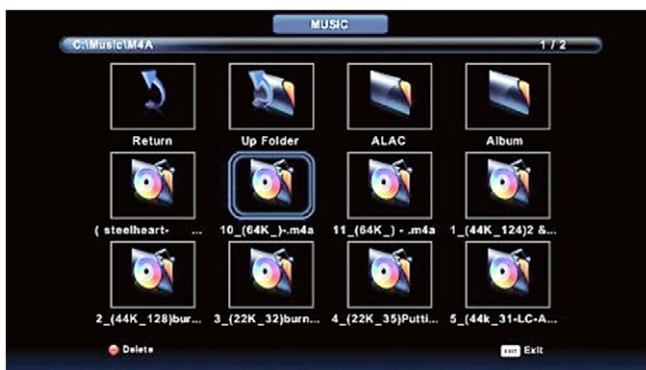 MUSIC
C:\Music\M4A 1 / 2
Return Up Folder ALAC Album
( steelheart- ... 10_(64K_)-.m4a 11_(64K_) - .m4a 1_(44K_124)2 &...
2_(44K_128)bur... 3_(22K_32)burn... 4_(22K_35)Putti... 5_(44k_31-LC-A...
Delete EXIT Exit